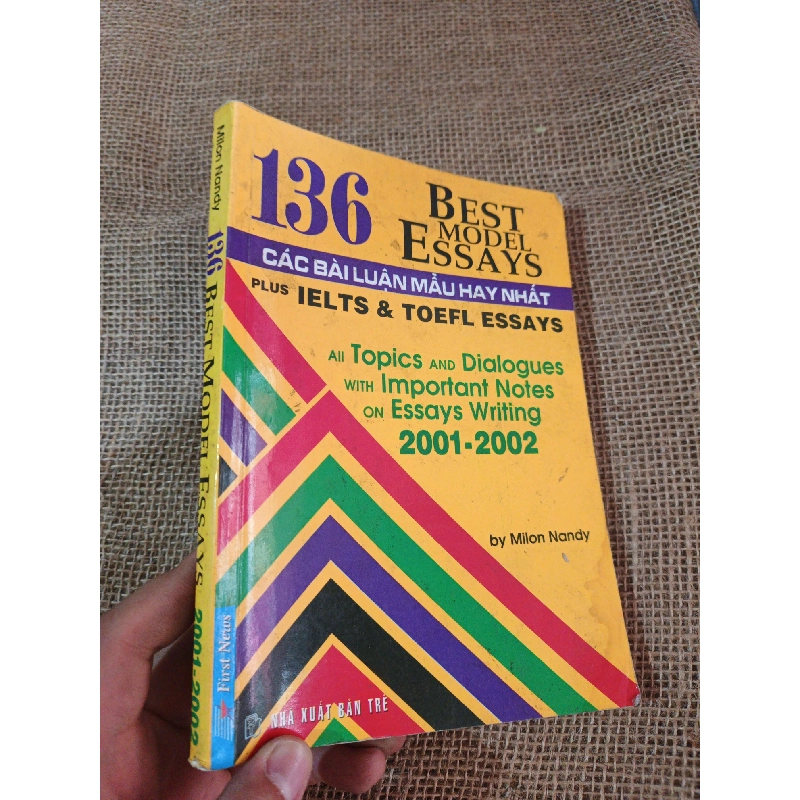 136
BEST
MODEL
ESSAYS
CÁC BÀI LUẬN MẪU HAY NHẤT
PLUS IELTS & TOEFL ESSAYS
All Topics AND Dialogues
WITH Important Notes
ON Essays Writing
2001-2002
by Milon Nandy
NHÀ XUẤT BẢN TRẺ
Milon Nandy 136 BEST MODEL ESSAYS 2001-2002
First News